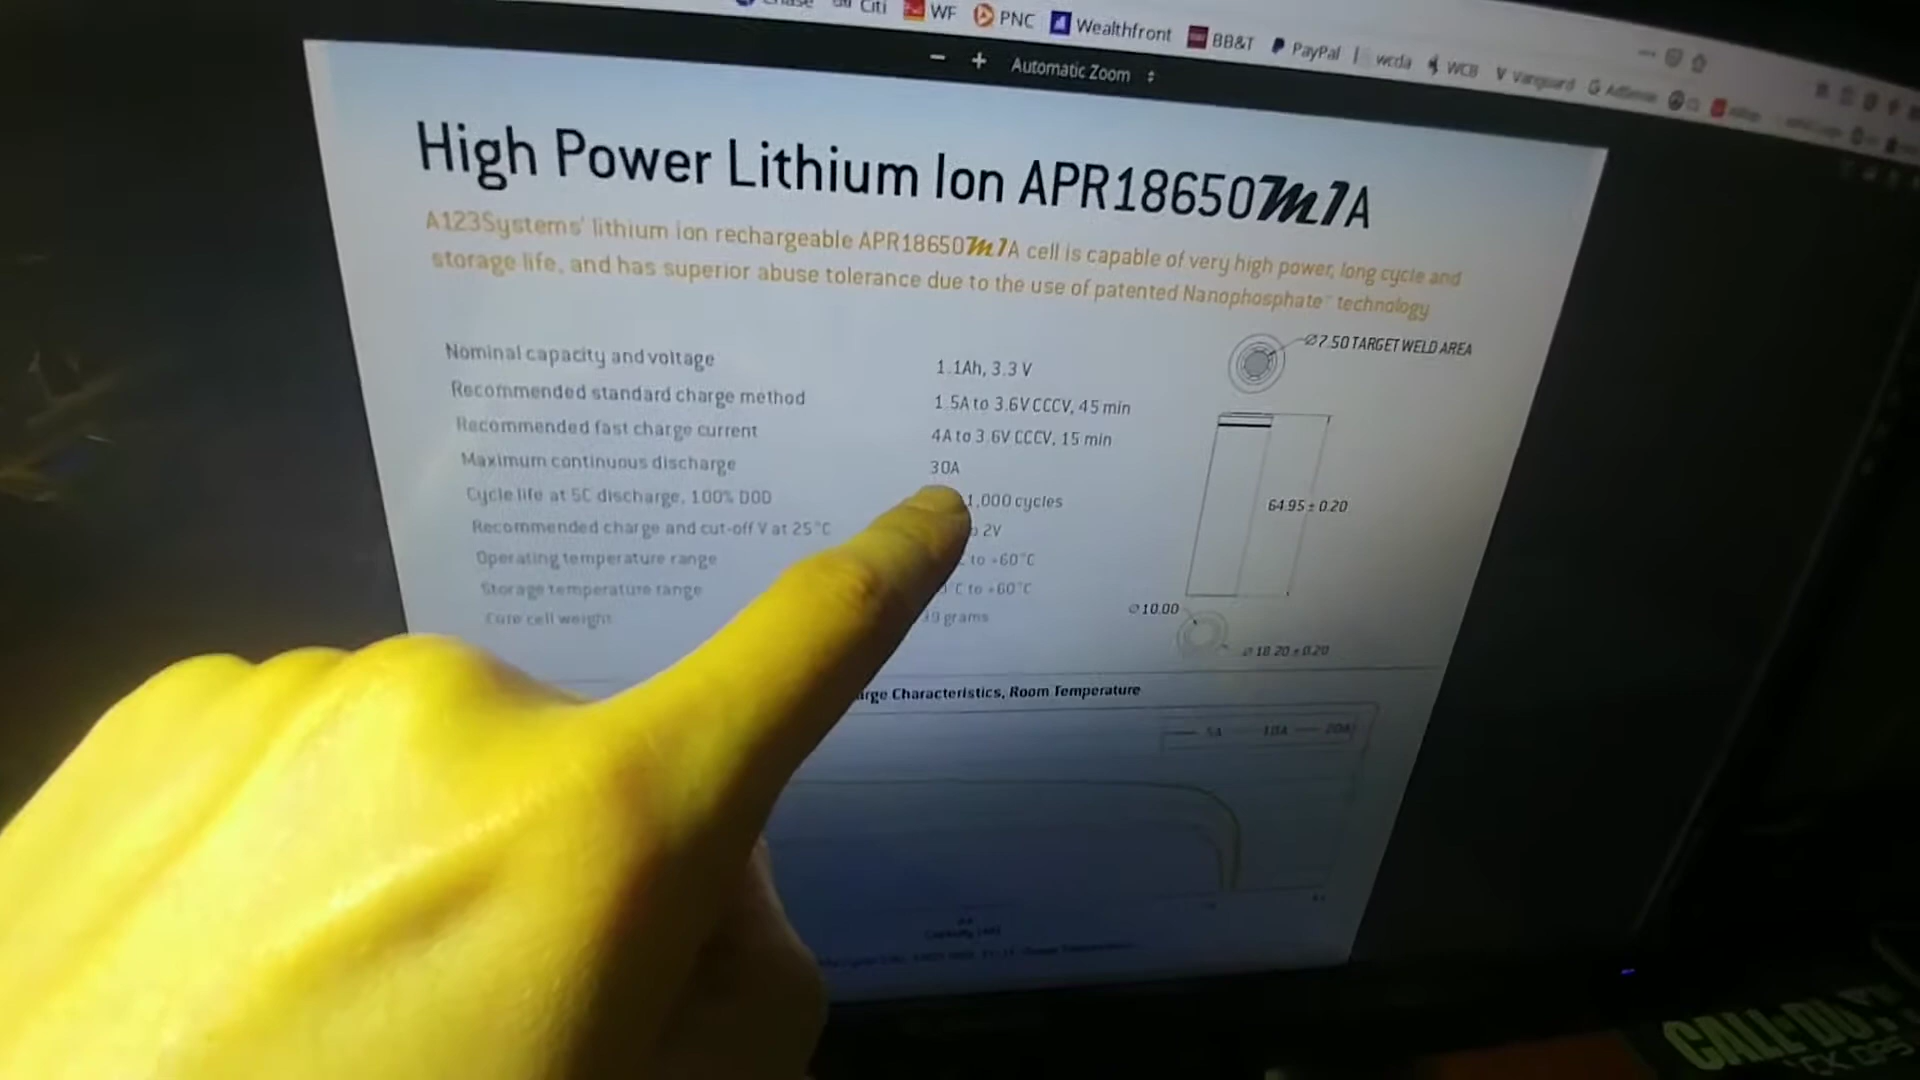 Citi WF PNC Wealthfront BB&T PayPal wcda WCB Vanguard AdSense
− + Automatic Zoom
High Power Lithium Ion APR18650m1A
A123Systems' lithium ion rechargeable APR18650m1A cell is capable of very high power, long cycle and
storage life, and has superior abuse tolerance due to the use of patented Nanophosphate™ technology
Nominal capacity and voltage 1.1Ah, 3.3 V
Recommended standard charge method 1.5A to 3.6V CCCV, 45 min
Recommended fast charge current 4A to 3.6V CCCV, 15 min
Maximum continuous discharge 30A
Cycle life at 5C discharge, 100% DOD 1,000 cycles
Recommended charge and cut-off V at 25°C 2V
Operating temperature range to +60°C
Storage temperature range °C to +60°C
Core cell weight 39 grams
Ø7.50 TARGET WELD AREA
64.95 ± 0.20
Ø10.00
Ø18.20 ± 0.20
Characteristics, Room Temperature
5A 10A 20A
Capacity (Ah)
CALL OF DU